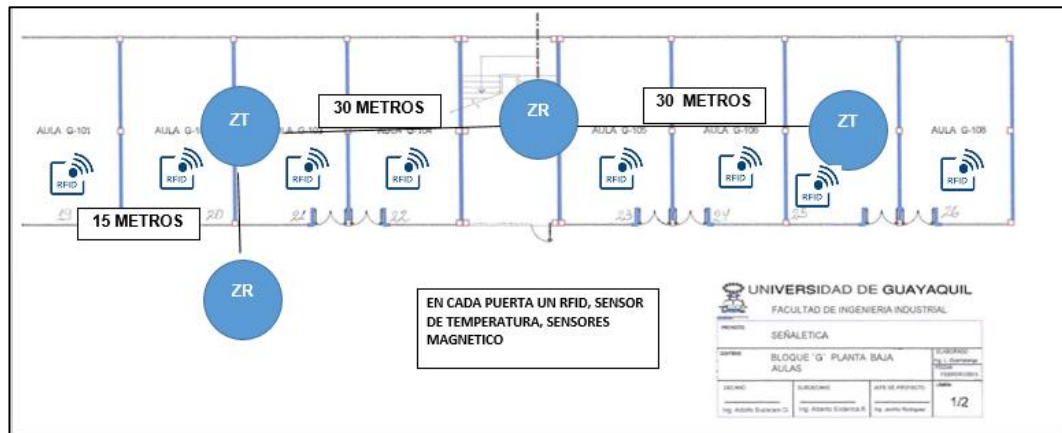 ZT
30 METROS
ZR
30 METROS
ZT
AULA G-101
AULA G-104
AULA G-105
AULA G-106
AULA G-108
RFID
RFID
RFID
RFID
RFID
RFID
RFID
RFID
19
15 METROS
20
21
22
23
24
25
26
ZR
EN CADA PUERTA UN RFID, SENSOR
DE TEMPERATURA, SENSORES
MAGNETICO
UNIVERSIDAD DE GUAYAQUIL
FACULTAD DE INGENIERIA INDUSTRIAL
SEÑALETICA
BLOQUE "G" PLANTA BAJA
AULAS
1/2